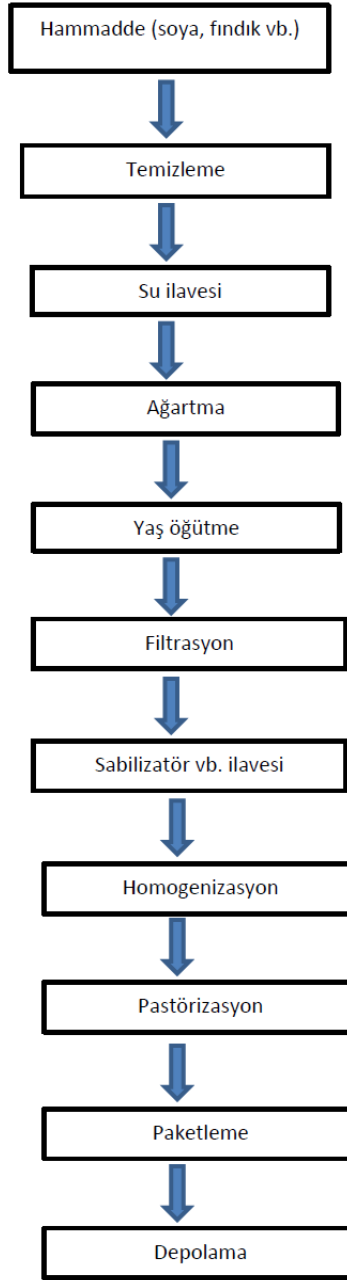 Hammadde (soya, fındık vb.)
Temizleme
Su ilavesi
Ağartma
Yaş öğütme
Filtrasyon
Sabilizatör vb. ilavesi
Homogenizasyon
Pastörizasyon
Paketleme
Depolama